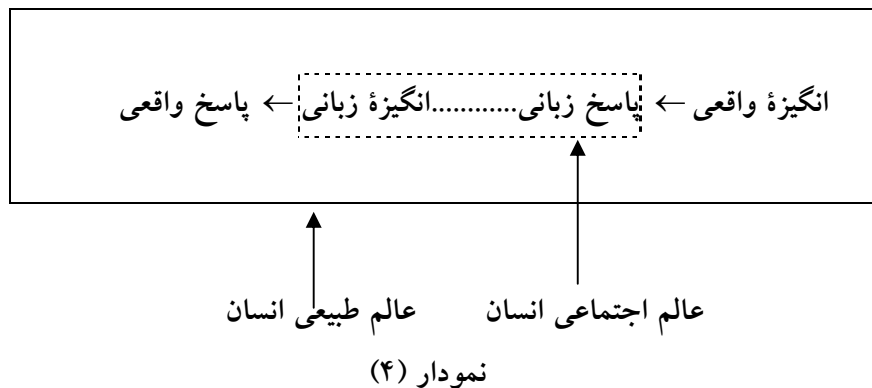 انگیزهٔ واقعی ← پاسخ زبانی............انگیزهٔ زبانی ← پاسخ واقعی
عالم اجتماعی انسان عالم طبیعی انسان
نمودار (۴)